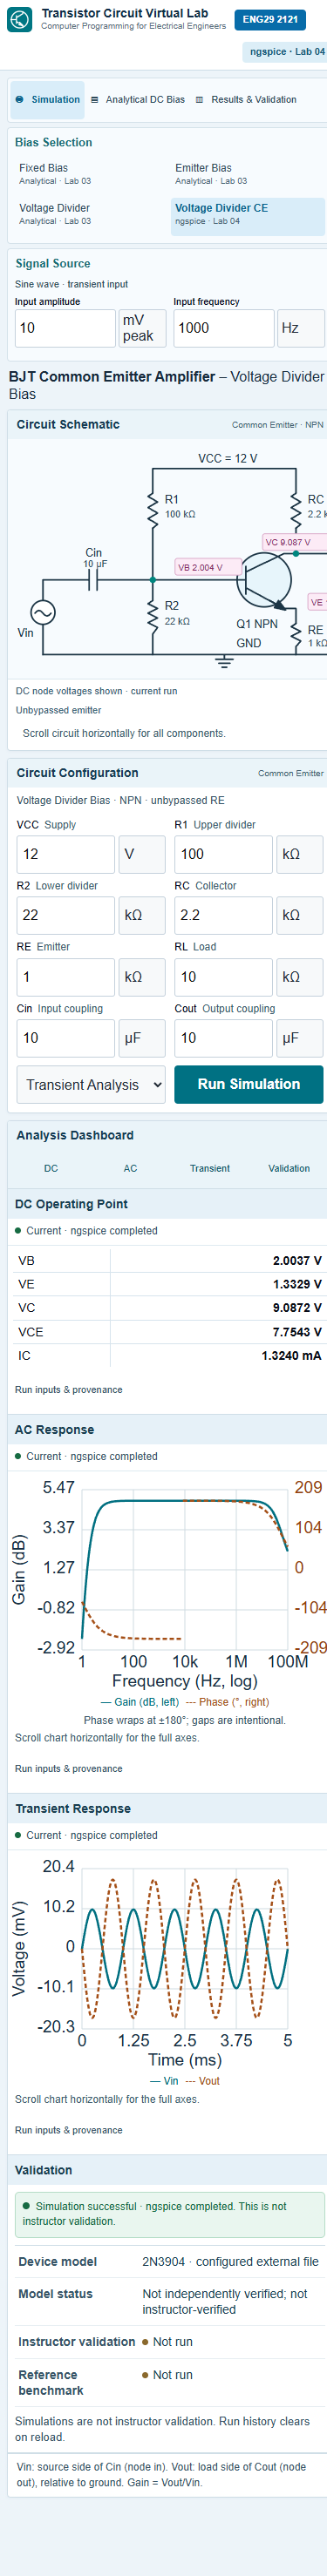 Transistor Circuit Virtual Lab
Computer Programming for Electrical Engineers
ENG29 2121
ngspice · Lab 04
Simulation
Analytical DC Bias
Results & Validation
Bias Selection
Fixed Bias
Analytical · Lab 03
Emitter Bias
Analytical · Lab 03
Voltage Divider
Analytical · Lab 03
Voltage Divider CE
ngspice · Lab 04
Signal Source
Sine wave · transient input
Input amplitude
10
mV peak
Input frequency
1000
Hz
BJT Common Emitter Amplifier – Voltage Divider
Bias
Circuit Schematic
Common Emitter · NPN
VCC = 12 V
R1
100 kΩ
RC
2.2 k
VC 9.087 V
Cin
10 µF
VB 2.004 V
VE
R2
22 kΩ
Vin
Q1 NPN
GND
RE
1 kΩ
DC node voltages shown · current run
Unbypassed emitter
Scroll circuit horizontally for all components.
Circuit Configuration
Common Emitter
Voltage Divider Bias · NPN · unbypassed RE
VCC Supply
12
V
R1 Upper divider
100
kΩ
R2 Lower divider
22
kΩ
RC Collector
2.2
kΩ
RE Emitter
1
kΩ
RL Load
10
kΩ
Cin Input coupling
10
µF
Cout Output coupling
10
µF
Transient Analysis
Run Simulation
Analysis Dashboard
DC
AC
Transient
Validation
DC Operating Point
Current · ngspice completed
VB 2.0037 V
VE 1.3329 V
VC 9.0872 V
VCE 7.7543 V
IC 1.3240 mA
Run inputs & provenance
AC Response
Current · ngspice completed
5.47
3.37
1.27
-0.82
-2.92
Gain (dB)
209
104
0
-104
-209
1 100 10k 1M 100M
Frequency (Hz, log)
— Gain (dB, left) --- Phase (°, right)
Phase wraps at ±180°; gaps are intentional.
Scroll chart horizontally for the full axes.
Run inputs & provenance
Transient Response
Current · ngspice completed
20.4
10.2
0
-10.1
-20.3
Voltage (mV)
0 1.25 2.5 3.75 5
Time (ms)
— Vin --- Vout
Scroll chart horizontally for the full axes.
Run inputs & provenance
Validation
Simulation successful · ngspice completed. This is not
instructor validation.
Device model 2N3904 · configured external file
Model status Not independently verified; not
instructor-verified
Instructor validation Not run
Reference
benchmark
Not run
Simulations are not instructor validation. Run history clears
on reload.
Vin: source side of Cin (node in). Vout: load side of Cout (node
out), relative to ground. Gain = Vout/Vin.